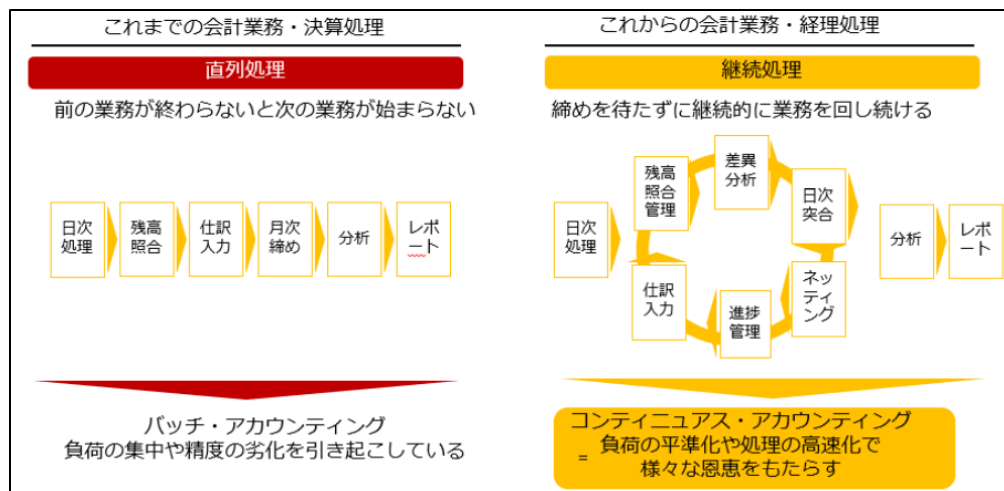 これまでの会計業務・決算処理
直列処理
前の業務が終わらないと次の業務が始まらない
日次
処理
残高
照合
仕訳
入力
月次
締め
分析
レポ
ート
バッチ・アカウンティング
負荷の集中や精度の劣化を引き起こしている
これからの会計業務・経理処理
継続処理
締めを待たずに継続的に業務を回し続ける
日次
処理
残高
照合
管理
差異
分析
日次
突合
ネッ
ティ
ング
進捗
管理
仕訳
入力
分析
レポ
ート
コンティニュアス・アカウンティング
= 負荷の平準化や処理の高速化で
様々な恩恵をもたらす